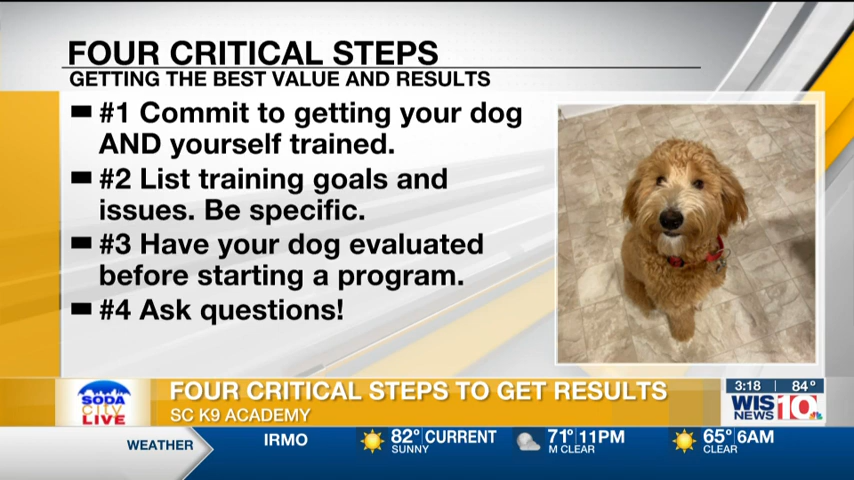 FOUR CRITICAL STEPS
GETTING THE BEST VALUE AND RESULTS
#1 Commit to getting your dog
AND yourself trained.
#2 List training goals and
issues. Be specific.
#3 Have your dog evaluated
before starting a program.
#4 Ask questions!
SODA
CITY
LIVE
FOUR CRITICAL STEPS TO GET RESULTS
SC K9 ACADEMY
3:18 84°
WIS
NEWS 10
WEATHER
IRMO
82° CURRENT
SUNNY
71° 11PM
M CLEAR
65° 6AM
CLEAR